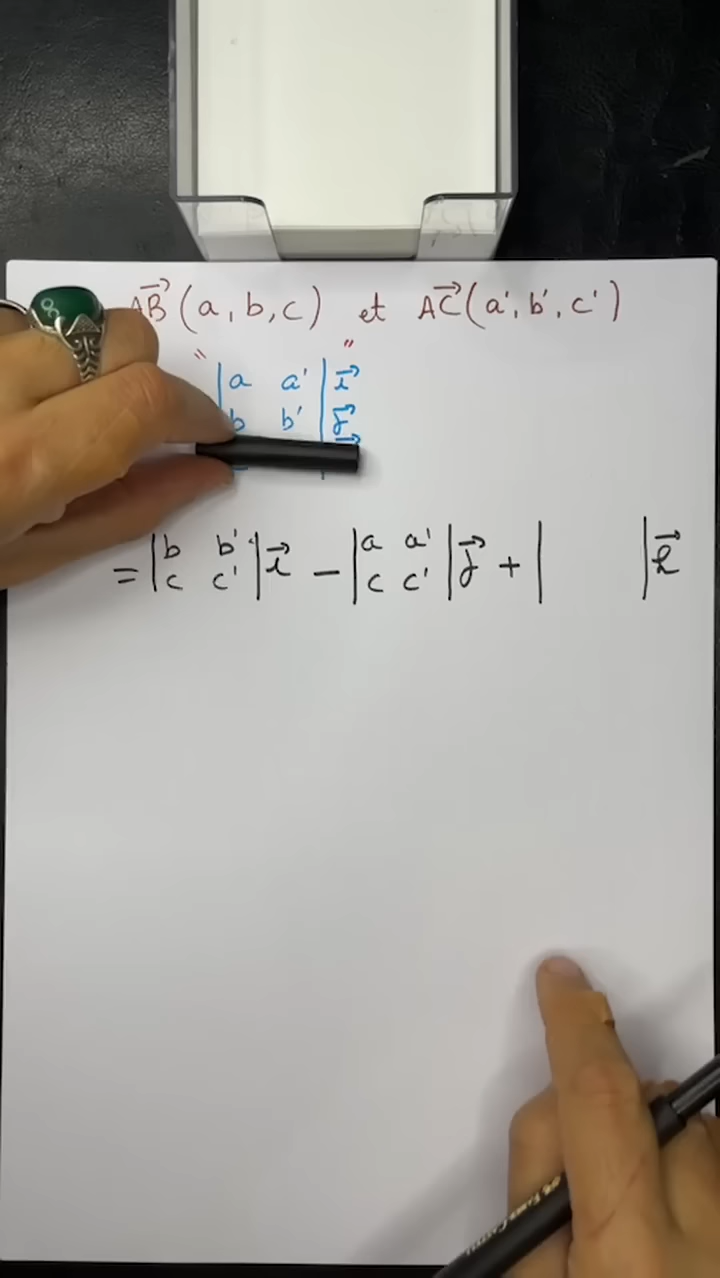 AB→(a, b, c) et AC→(a', b', c')
" "
| a a' | i→
| b b' | j→
= | b b' | i→ − | a a' | j→ + | | k→
| c c' | | c c' |